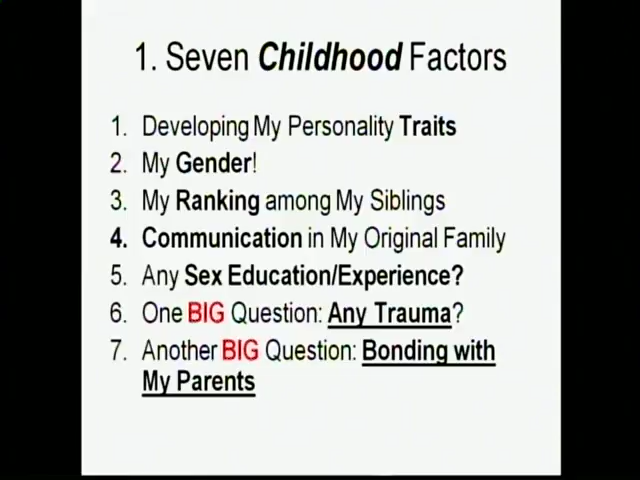 1. Seven Childhood Factors
1. Developing My Personality Traits
2. My Gender!
3. My Ranking among My Siblings
4. Communication in My Original Family
5. Any Sex Education/Experience?
6. One BIG Question: Any Trauma?
7. Another BIG Question: Bonding with
My Parents